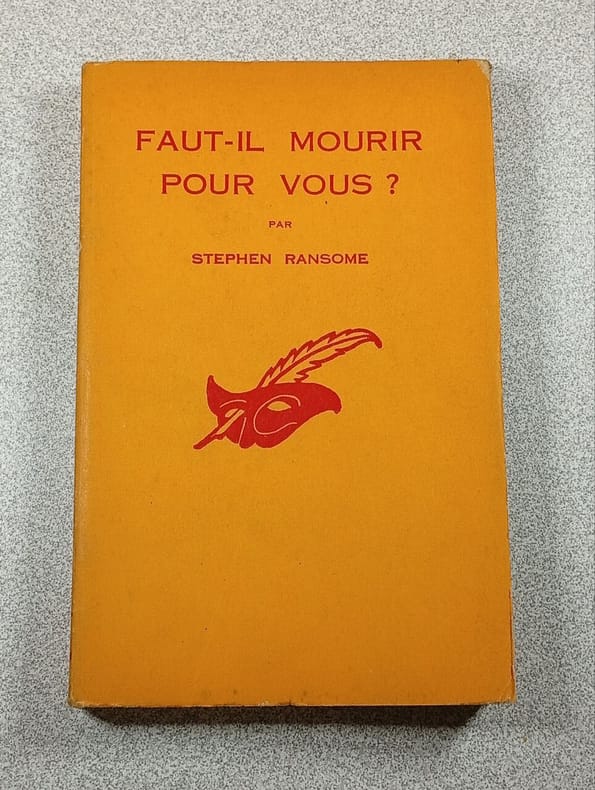 FAUT-IL MOURIR
POUR VOUS ?
PAR
STEPHEN RANSOME